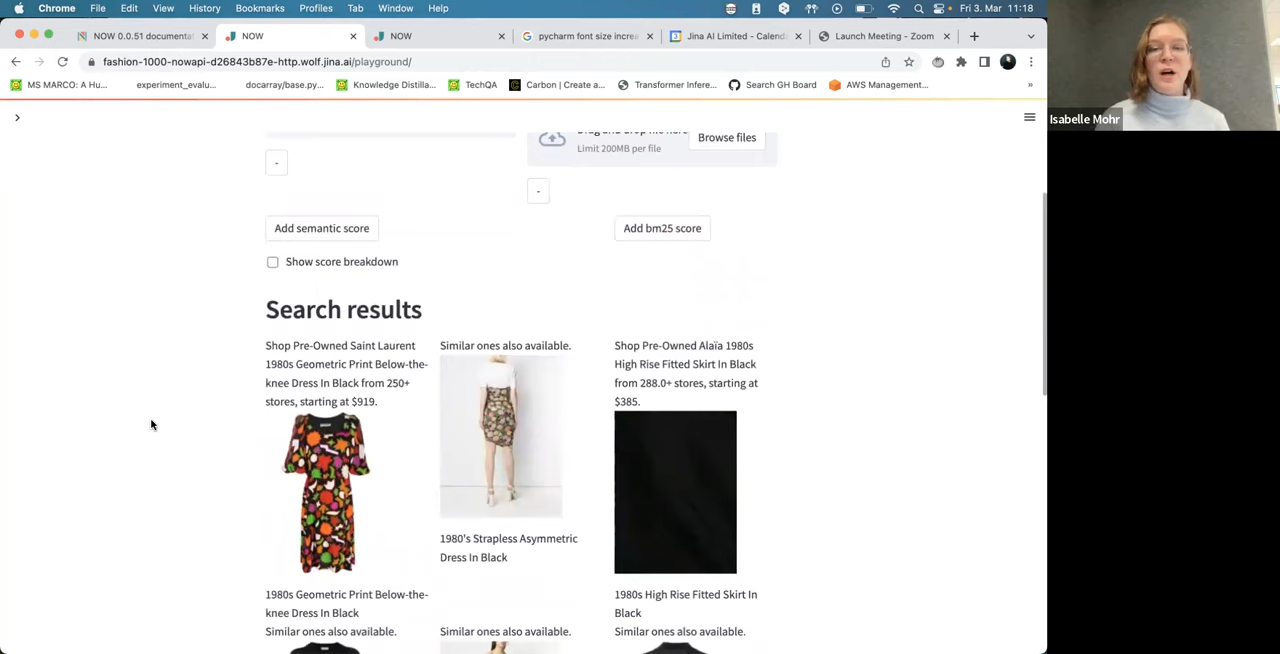 Chrome File Edit View History Bookmarks Profiles Tab Window Help
Fri 3. Mar 11:18
NOW 0.0.51 documentat
NOW
NOW
pycharm font size increa
Jina AI Limited - Calenda
Launch Meeting - Zoom
fashion-1000-nowapi-d26843b87e-http.wolf.jina.ai/playground/
MS MARCO: A Hu...
experiment_evalu...
docarray/base.py...
Knowledge Distilla...
TechQA
Carbon | Create a...
Transformer Infere...
Search GH Board
AWS Management...
»
Isabelle Mohr
Limit 200MB per file
Browse files
-
-
Add semantic score
Add bm25 score
Show score breakdown
Search results
Shop Pre-Owned Saint Laurent
1980s Geometric Print Below-the-
knee Dress In Black from 250+
stores, starting at $919.
1980s Geometric Print Below-the-
knee Dress In Black
Similar ones also available.
Similar ones also available.
1980's Strapless Asymmetric
Dress In Black
Similar ones also available.
Shop Pre-Owned Alaïa 1980s
High Rise Fitted Skirt In Black
from 288.0+ stores, starting at
$385.
1980s High Rise Fitted Skirt In
Black
Similar ones also available.